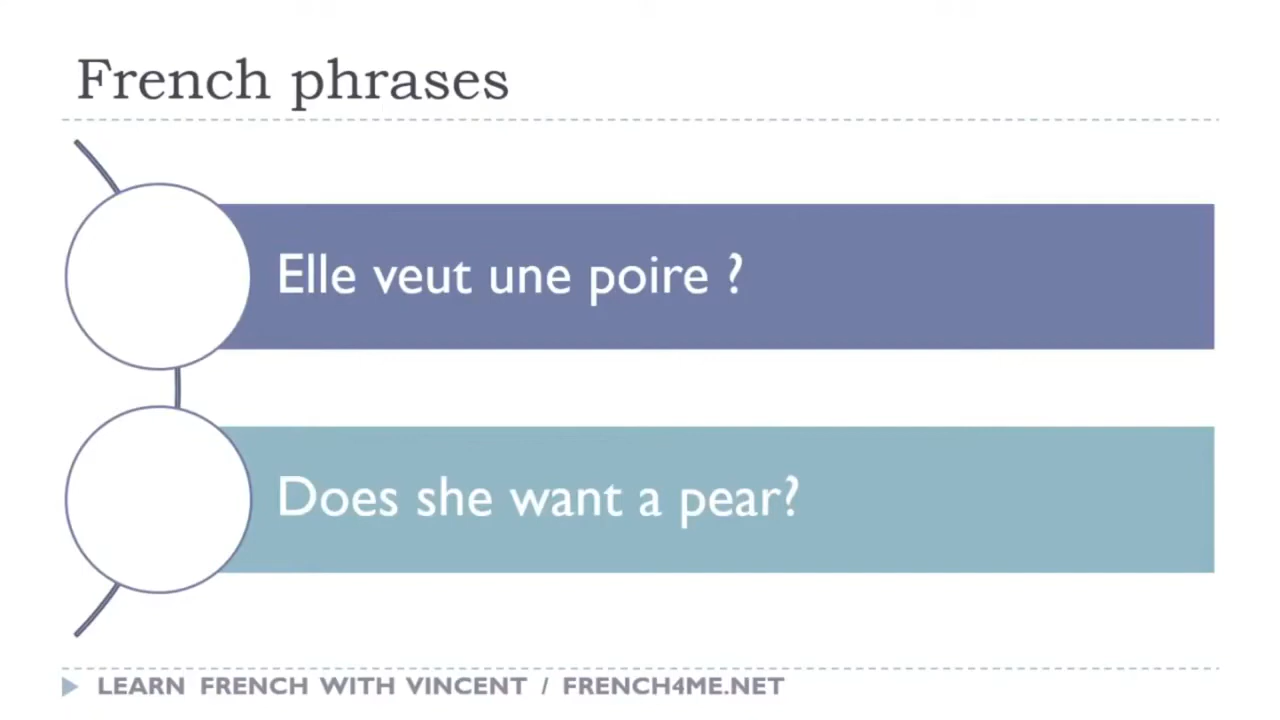 French phrases
Elle veut une poire ?
Does she want a pear?
LEARN FRENCH WITH VINCENT / FRENCH4ME.NET